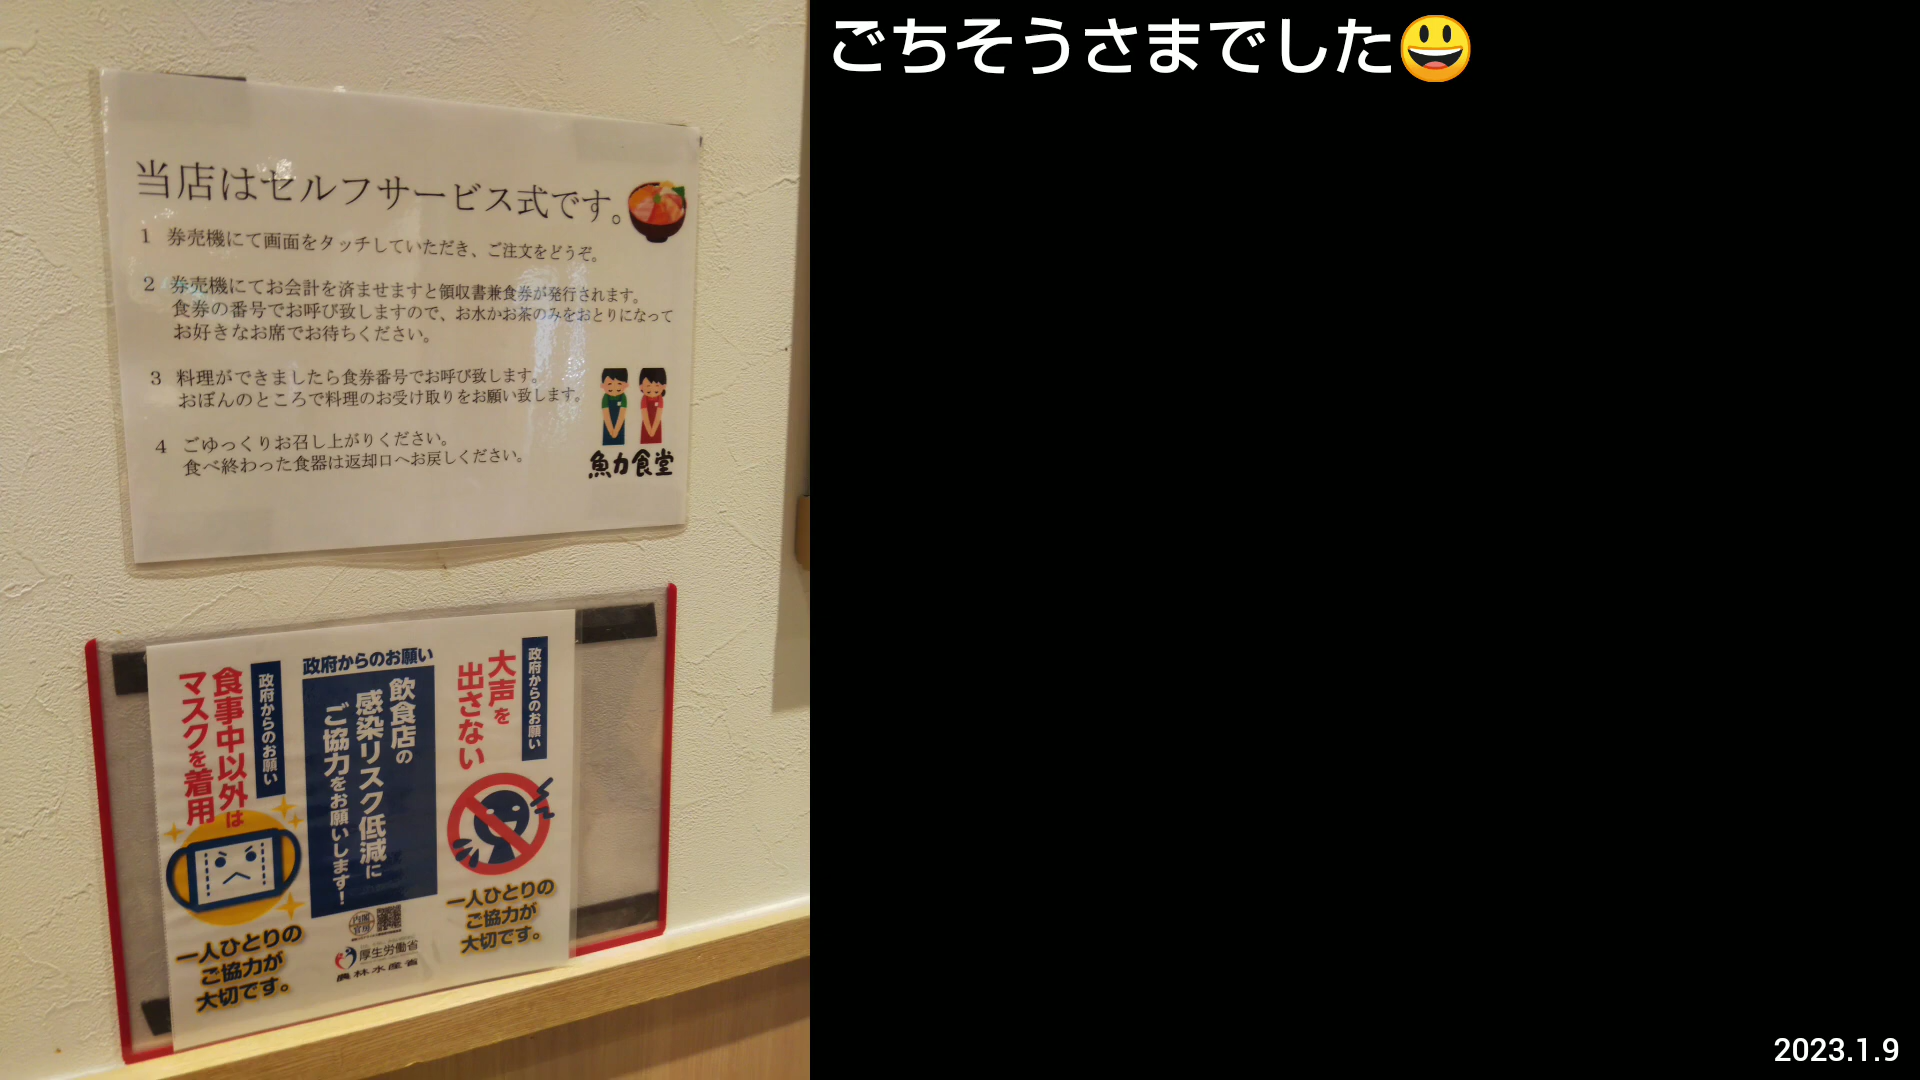 当店はセルフサービス式です。
1 券売機にて画面をタッチしていただき、ご注文をどうぞ。
2 券売機にてお会計を済ませますと領収書兼食券が発行されます。
食券の番号でお呼び致しますので、お水かお茶のみをおとりになって
お好きなお席でお待ちください。
3 料理ができましたら食券番号でお呼び致します。
おぼんのところで料理のお受け取りをお願い致します。
4 ごゆっくりお召し上がりください。
食べ終わった食器は返却口へお戻しください。
魚力食堂
政府からのお願い
大声を
出さない
一人ひとりの
ご協力が
大切です。
政府からのお願い
飲食店の
感染リスク低減に
ご協力をお願いします!
内閣
官房
厚生労働省
農林水産省
政府からのお願い
食事中以外は
マスクを着用
一人ひとりの
ご協力が
大切です。
ごちそうさまでした😃
2023.1.9